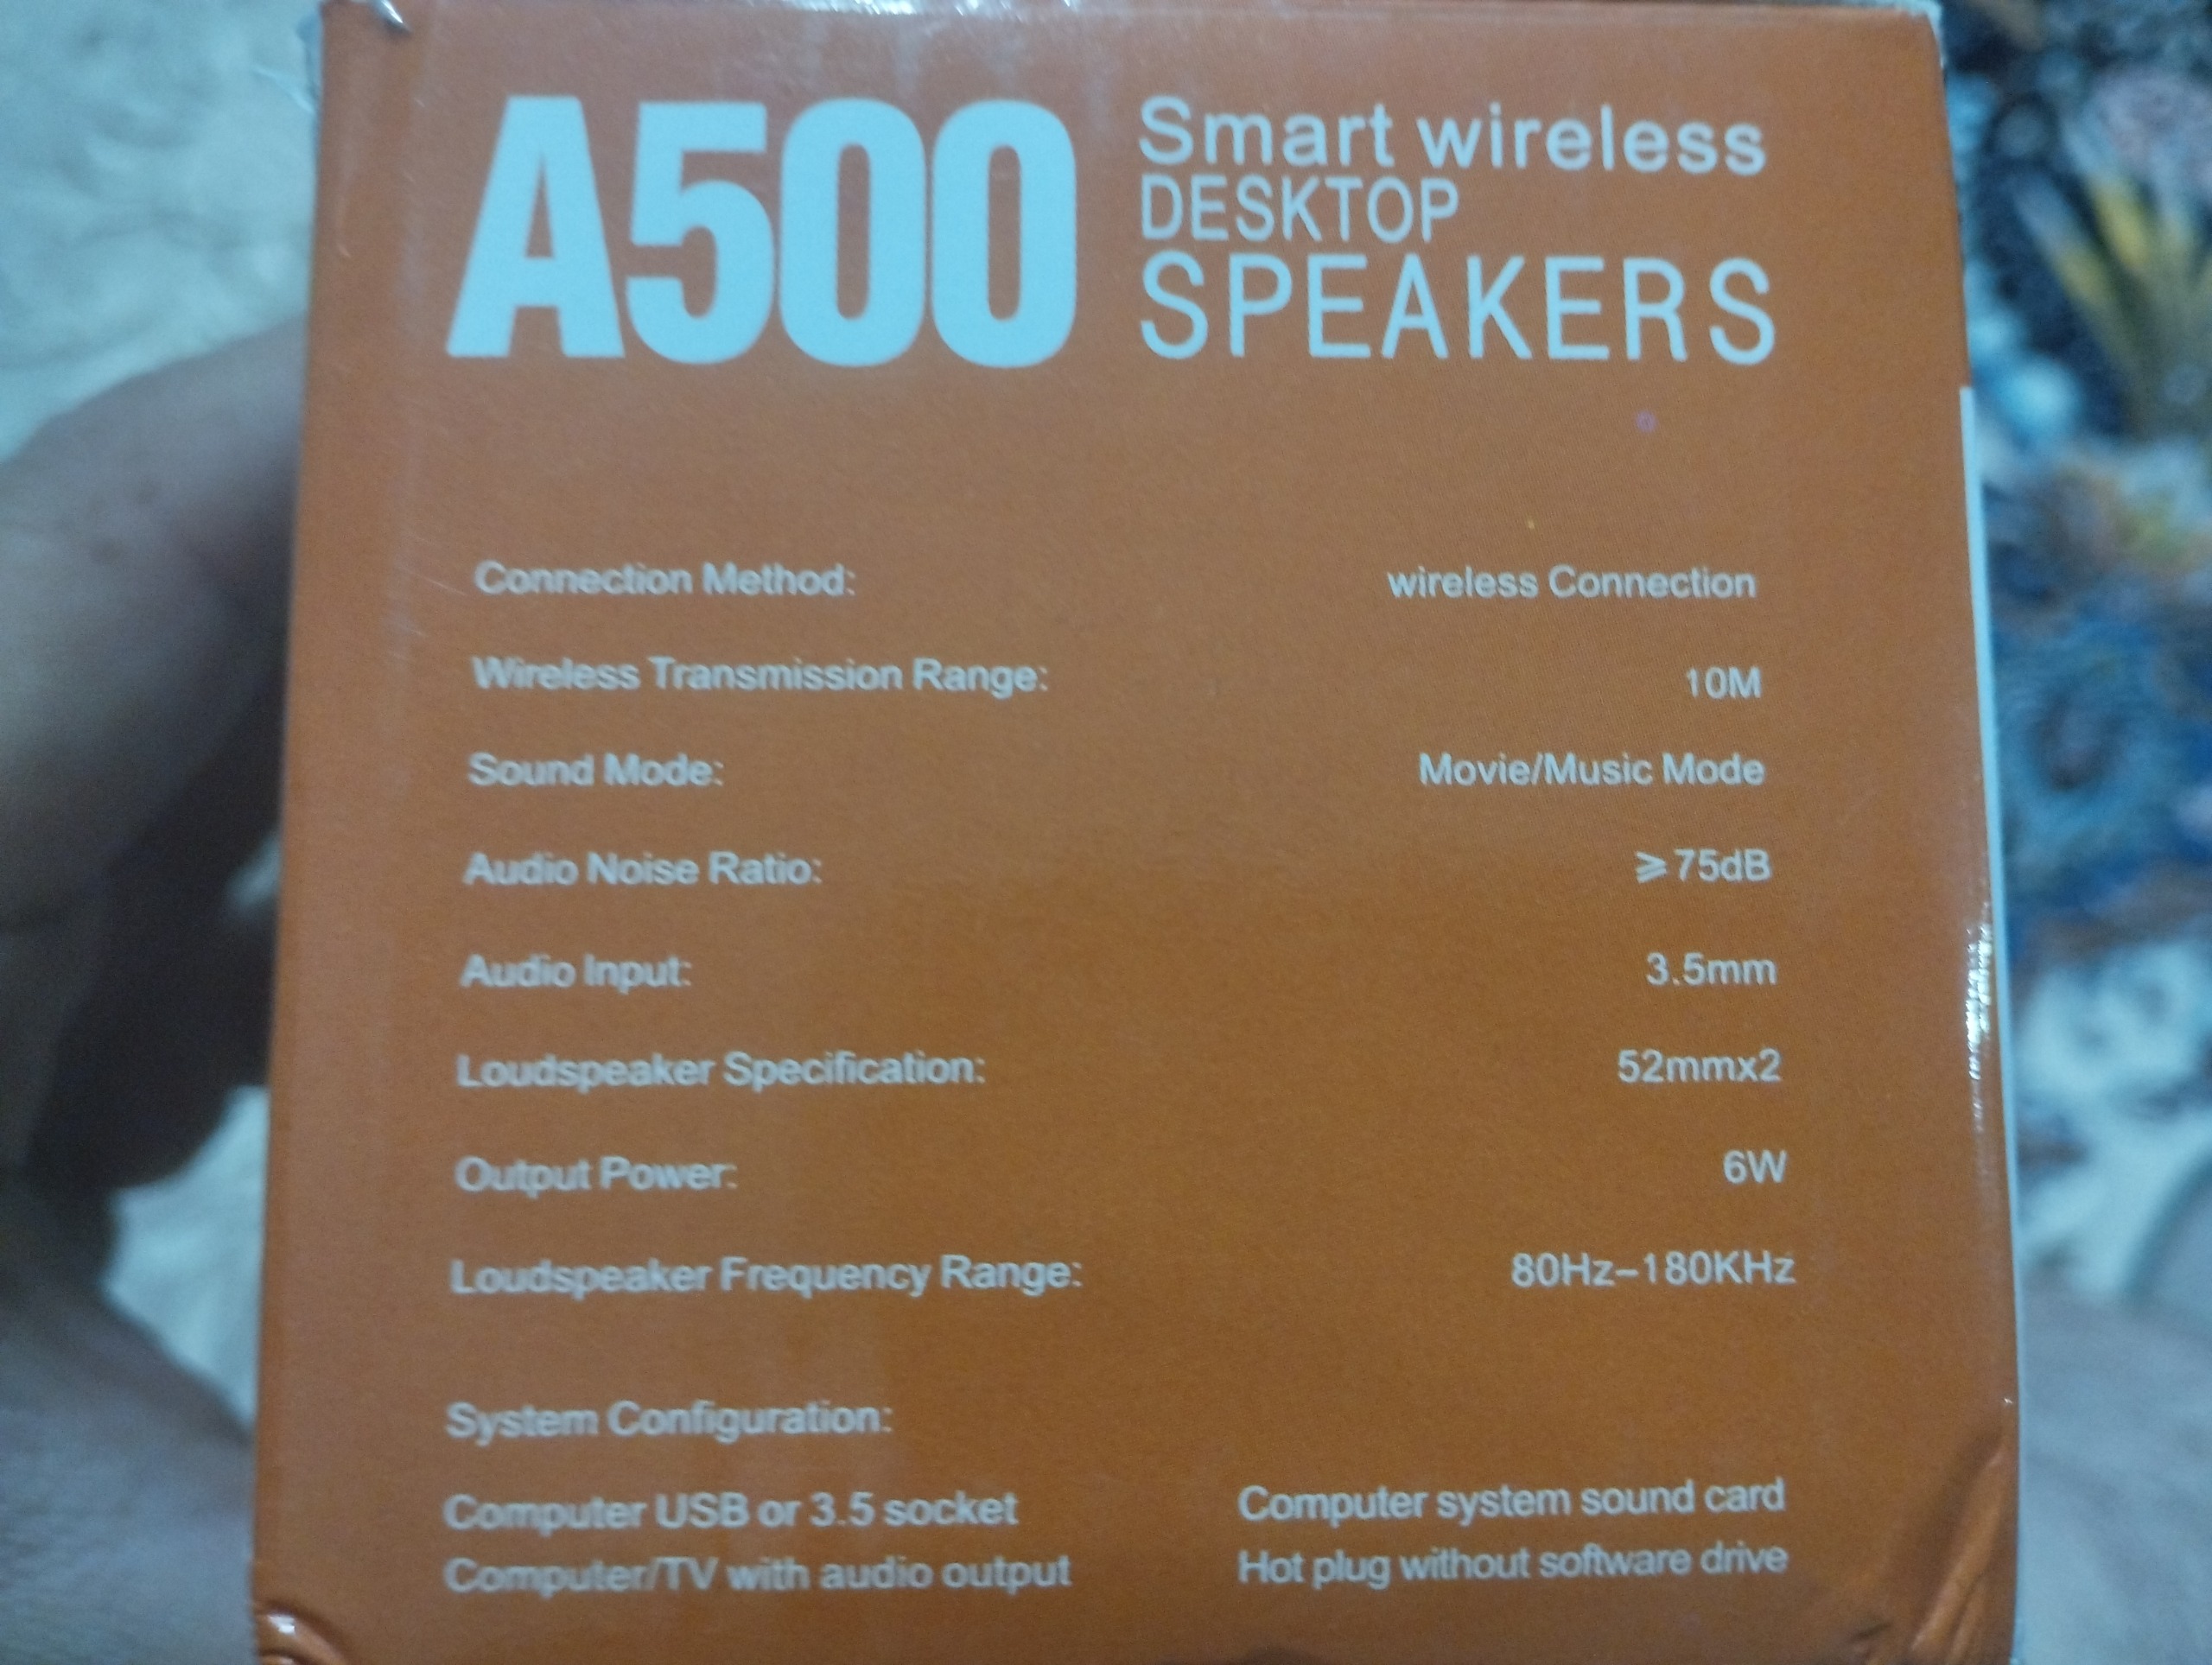 A500 Smart wireless
DESKTOP
SPEAKERS
Connection Method: wireless Connection
Wireless Transmission Range: 10M
Sound Mode: Movie/Music Mode
Audio Noise Ratio: ⩾75dB
Audio Input: 3.5mm
Loudspeaker Specification: 52mmx2
Output Power: 6W
Loudspeaker Frequency Range: 80Hz–180KHz
System Configuration:
Computer USB or 3.5 socket Computer system sound card
Computer/TV with audio output Hot plug without software drive